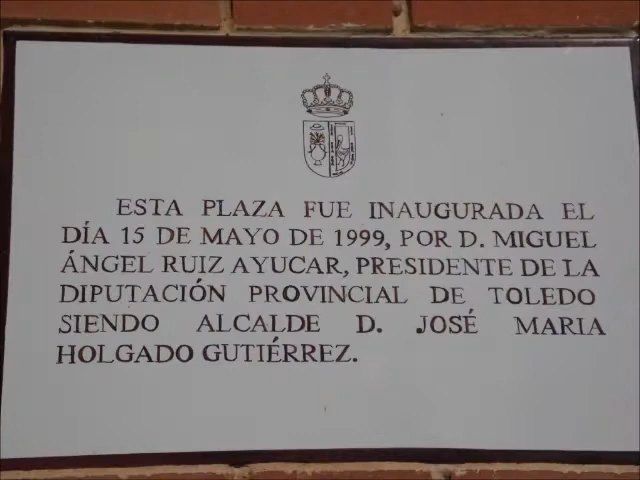 ESTA PLAZA FUE INAUGURADA EL
DÍA 15 DE MAYO DE 1999, POR D. MIGUEL
ÁNGEL RUIZ AYUCAR, PRESIDENTE DE LA
DIPUTACIÓN PROVINCIAL DE TOLEDO
SIENDO ALCALDE D. JOSÉ MARIA
HOLGADO GUTIÉRREZ.